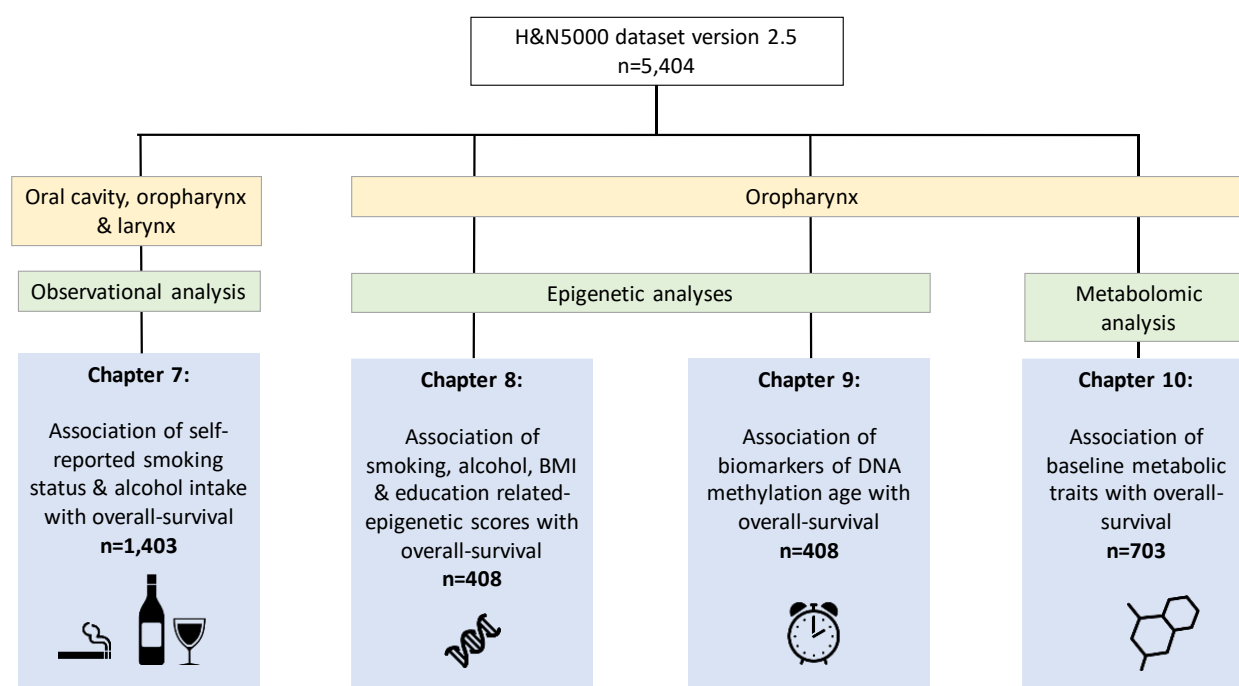 H&N5000 dataset version 2.5
n=5,404
Oral cavity, oropharynx
& larynx
Oropharynx
Observational analysis
Epigenetic analyses
Metabolomic
analysis
Chapter 7:
Association of self-
reported smoking
status & alcohol intake
with overall-survival
n=1,403
Chapter 8:
Association of
smoking, alcohol, BMI
& education related-
epigenetic scores with
overall-survival
n=408
Chapter 9:
Association of
biomarkers of DNA
methylation age with
overall-survival
n=408
Chapter 10:
Association of
baseline metabolic
traits with overall-
survival
n=703